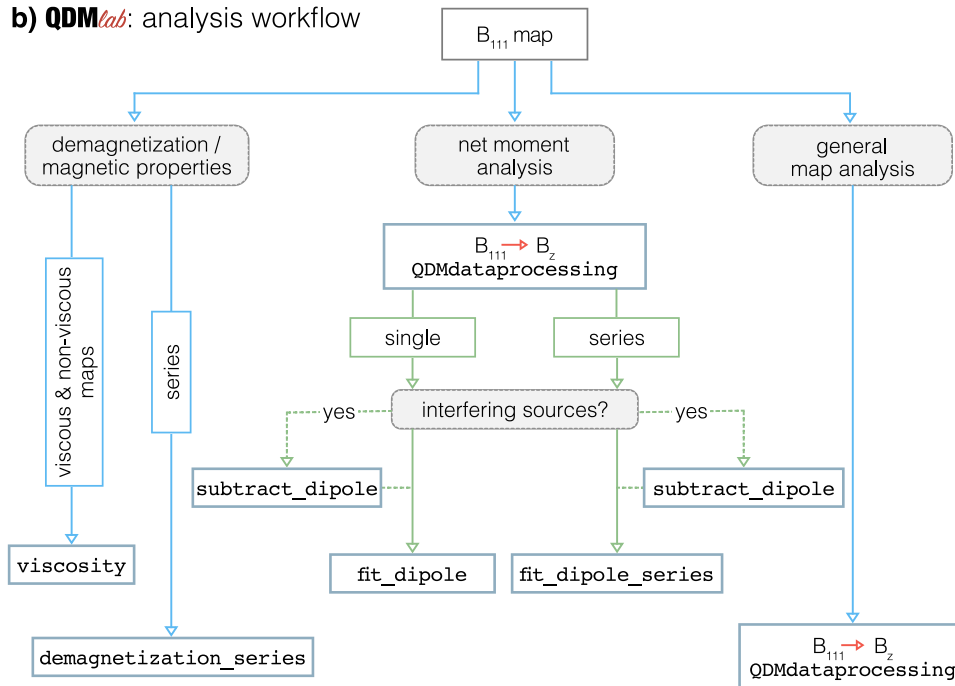 b) QDMlab: analysis workflow
B111 map
demagnetization /
magnetic properties
net moment
analysis
general
map analysis
B111 → Bz
QDMdataprocessing
viscous & non-viscous
maps
series
single
series
interfering sources?
yes
yes
subtract_dipole
subtract_dipole
viscosity
fit_dipole
fit_dipole_series
demagnetization_series
B111 → Bz
QDMdataprocessing